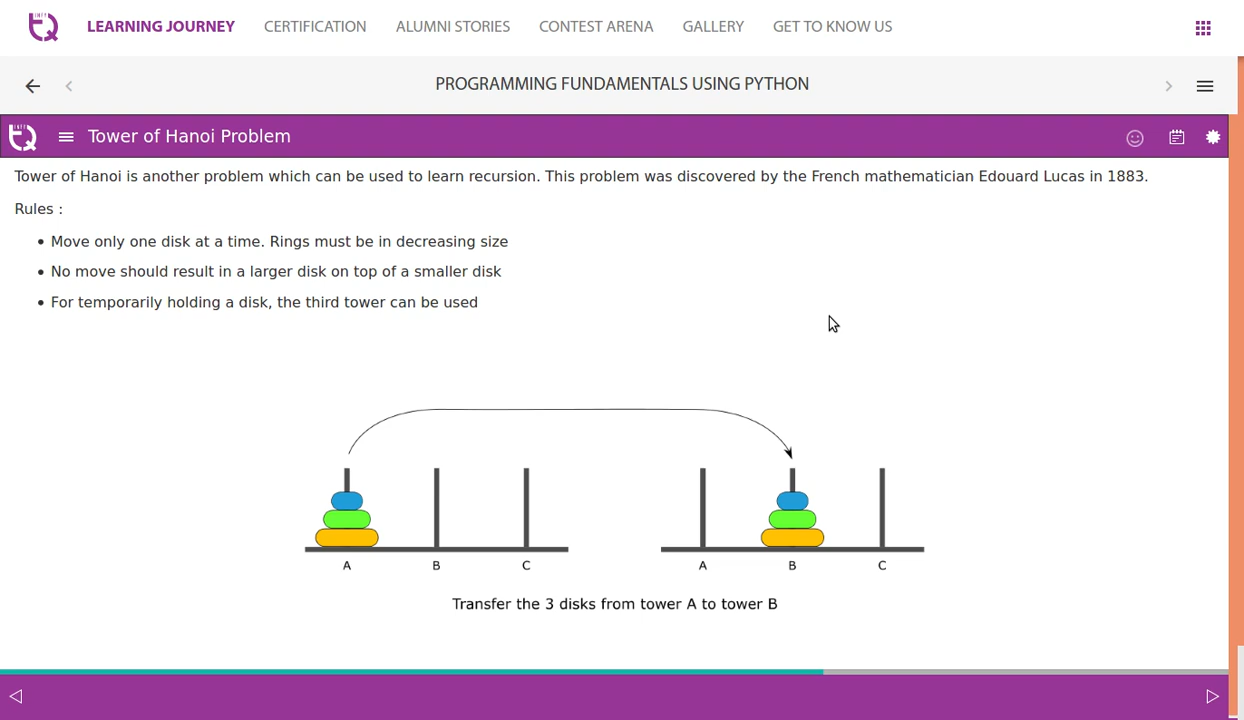 LEARNING JOURNEY CERTIFICATION ALUMNI STORIES CONTEST ARENA GALLERY GET TO KNOW US
PROGRAMMING FUNDAMENTALS USING PYTHON
Tower of Hanoi Problem
Tower of Hanoi is another problem which can be used to learn recursion. This problem was discovered by the French mathematician Edouard Lucas in 1883.
Rules :
• Move only one disk at a time. Rings must be in decreasing size
• No move should result in a larger disk on top of a smaller disk
• For temporarily holding a disk, the third tower can be used
A B C A B C
Transfer the 3 disks from tower A to tower B